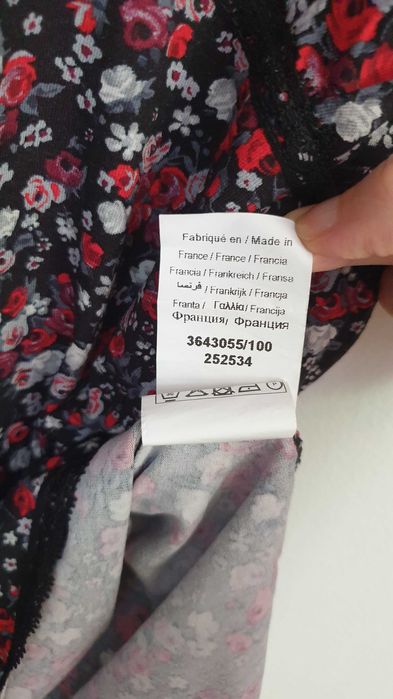 Fabriqué en / Made in
France / France / Francia
Francia / Frankreich / Fransa
فرنسا / Frankrijk / Francja
Franta / Γαλλία / Francija
Франция / Франция
3643055/100
252534